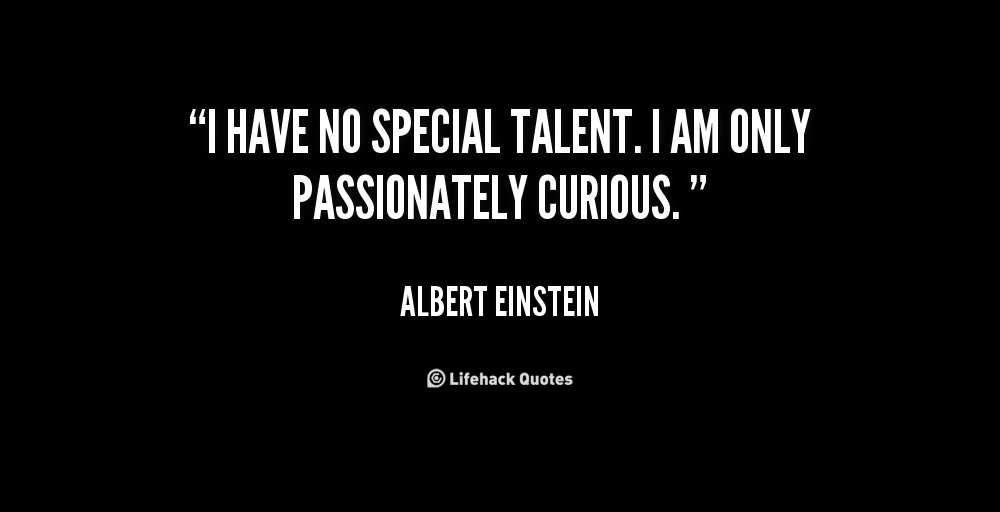 “I HAVE NO SPECIAL TALENT. I AM ONLY
PASSIONATELY CURIOUS. ”
ALBERT EINSTEIN
Lifehack Quotes